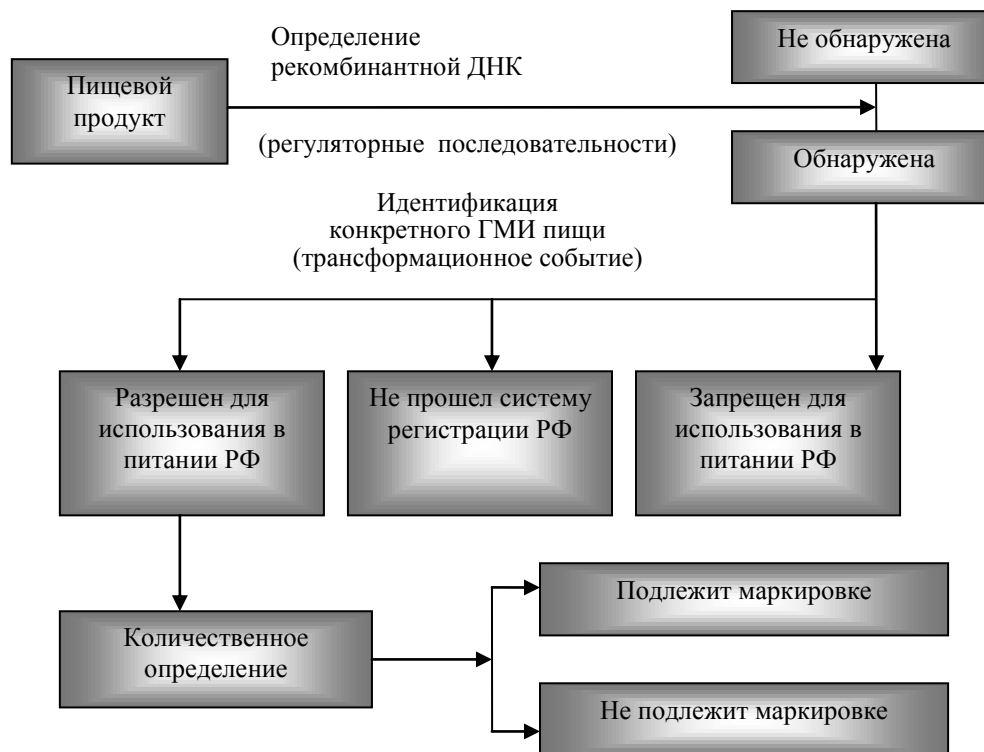 Определение
рекомбинантной ДНК
Не обнаружена
Пищевой
продукт
(регуляторные последовательности)
Обнаружена
Идентификация
конкретного ГМИ пищи
(трансформационное событие)
Разрешен для
использования в
питании РФ
Не прошел систему
регистрации РФ
Запрещен для
использования в
питании РФ
Количественное
определение
Подлежит маркировке
Не подлежит маркировке